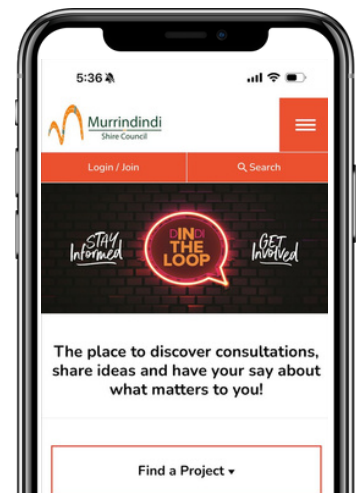 5:36
Murrindindi
Shire Council
Login / Join
Search
STAY
Informed
DINDI
THE
LOOP
GET
Involved
The place to discover consultations,
share ideas and have your say about
what matters to you!
Find a Project